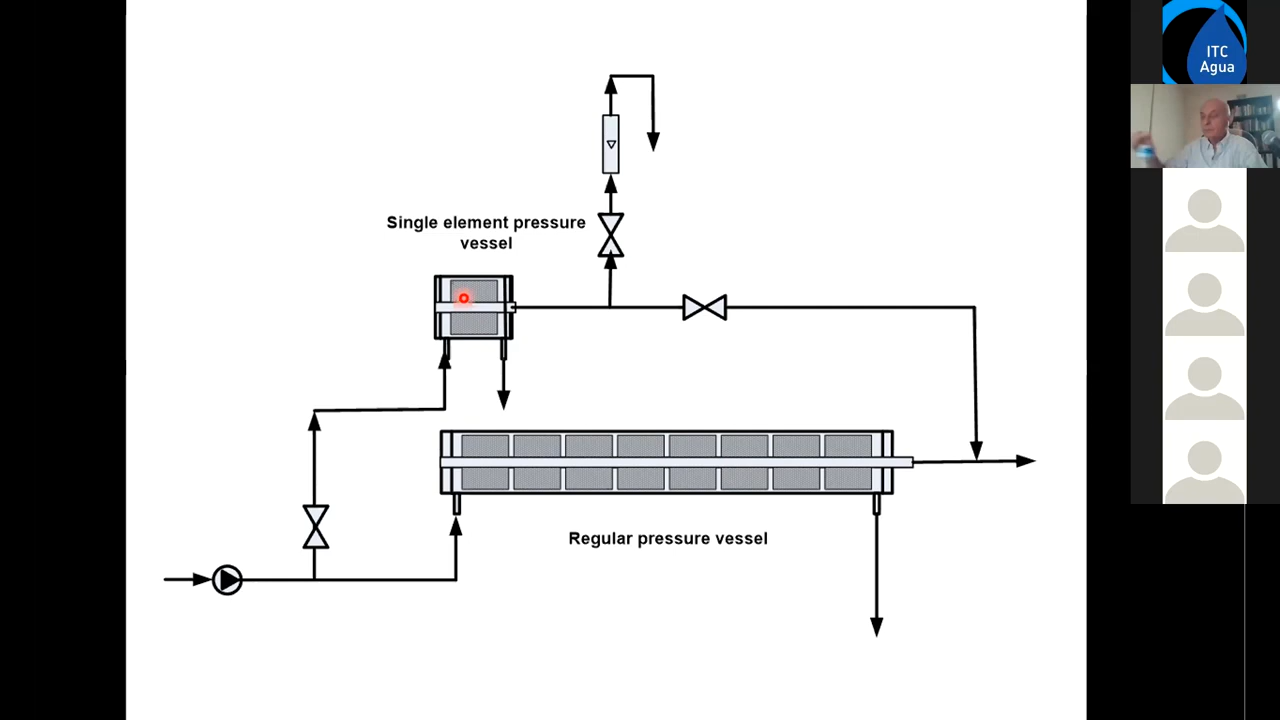 ITC
Agua
Single element pressure
vessel
Regular pressure vessel